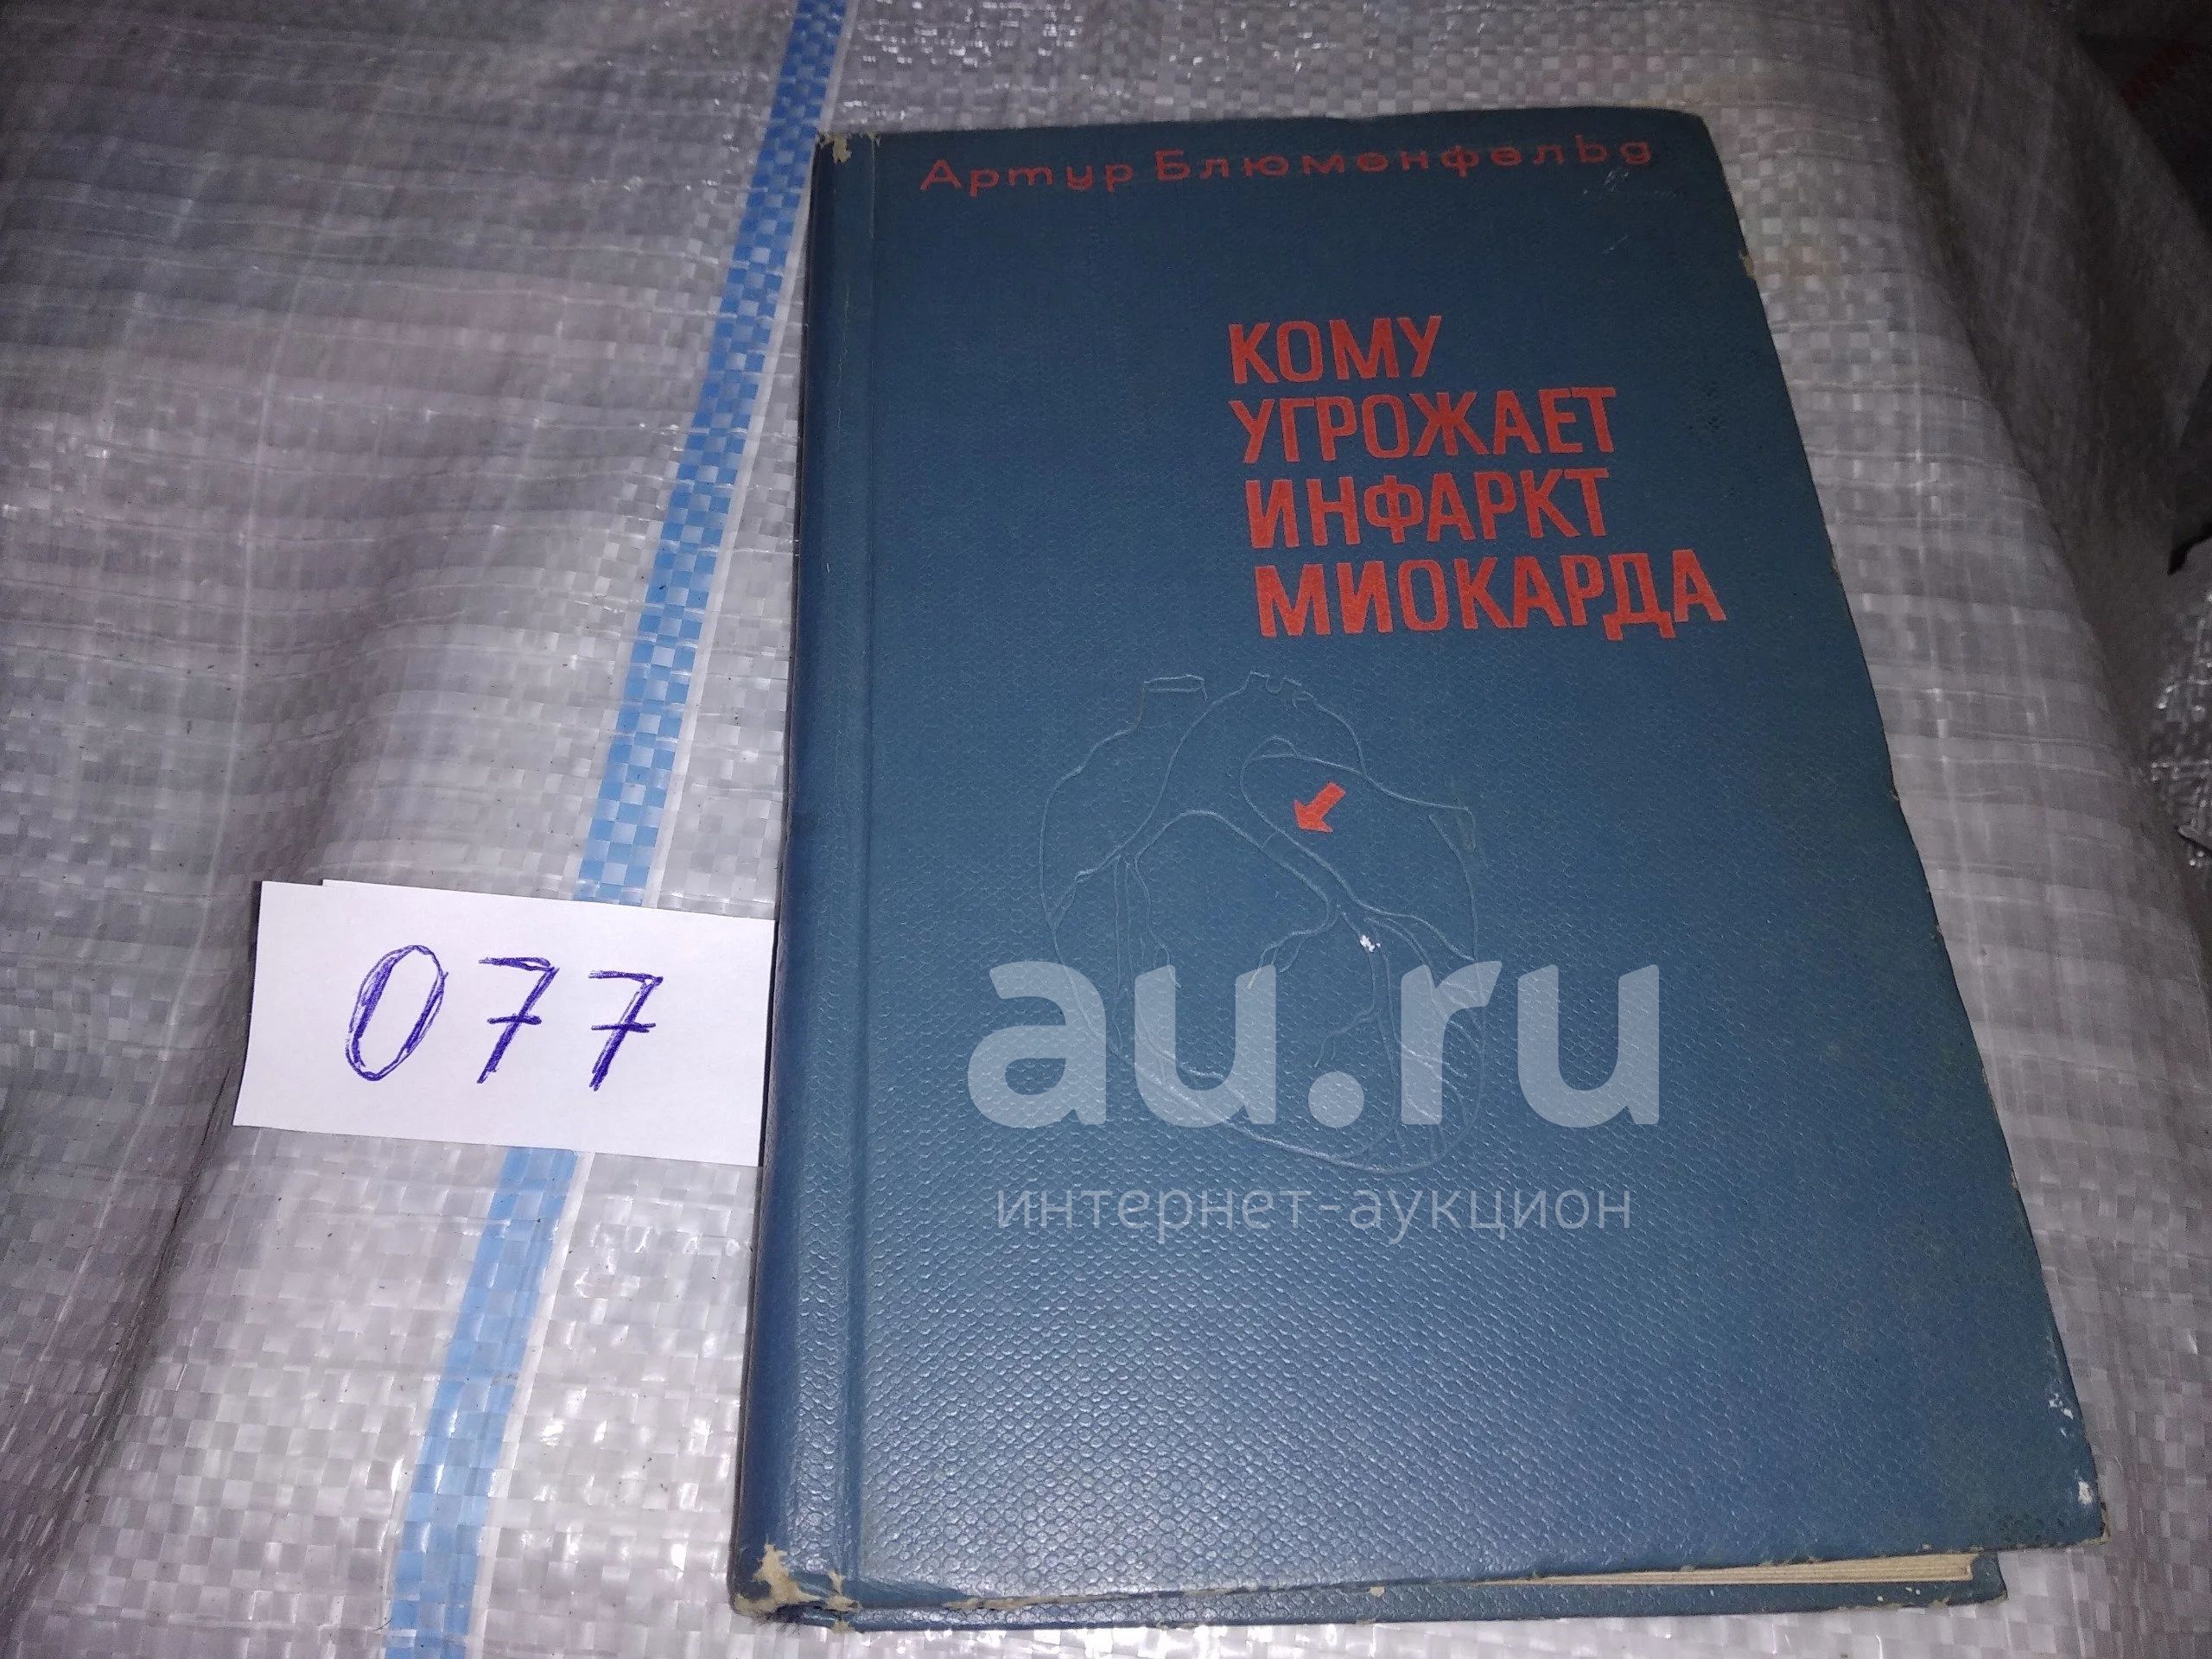 Артур Блюменфельд
КОМУ
УГРОЖАЕТ
ИНФАРКТ
МИОКАРДА
077
au.ru
интернет-аукцион